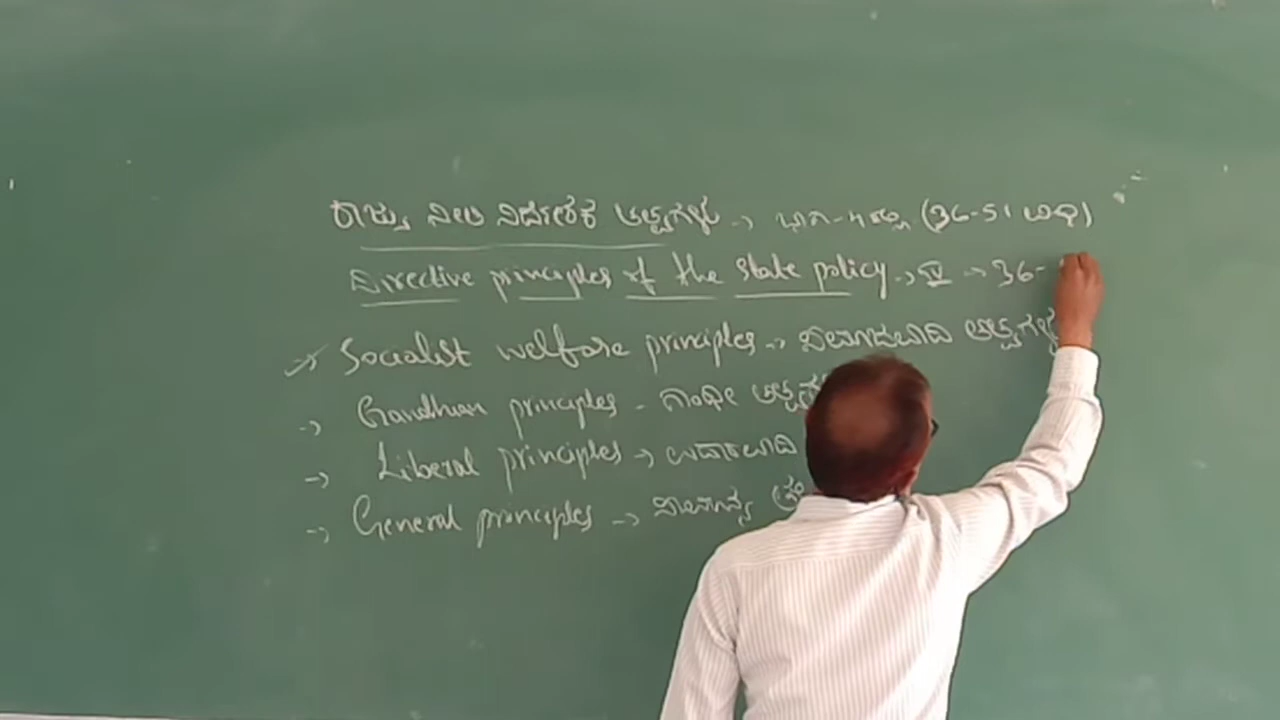 ರಾಜ್ಯ ನೀತಿ ನಿರ್ದೇಶಕ ತತ್ವಗಳು → ಭಾಗ-4ರಲ್ಲಿ (36-51 ವಿಧಿ)
Directive principles of the state policy → IV → 36-
→ Socialist welfare principles → ಸಮಾಜವಾದಿ ತತ್ವಗಳು
→ Gandhian principles - ಗಾಂಧೀ
→ Liberal principles → ಉದಾರವಾದಿ
→ General principles → ಸಾಮಾನ್ಯ